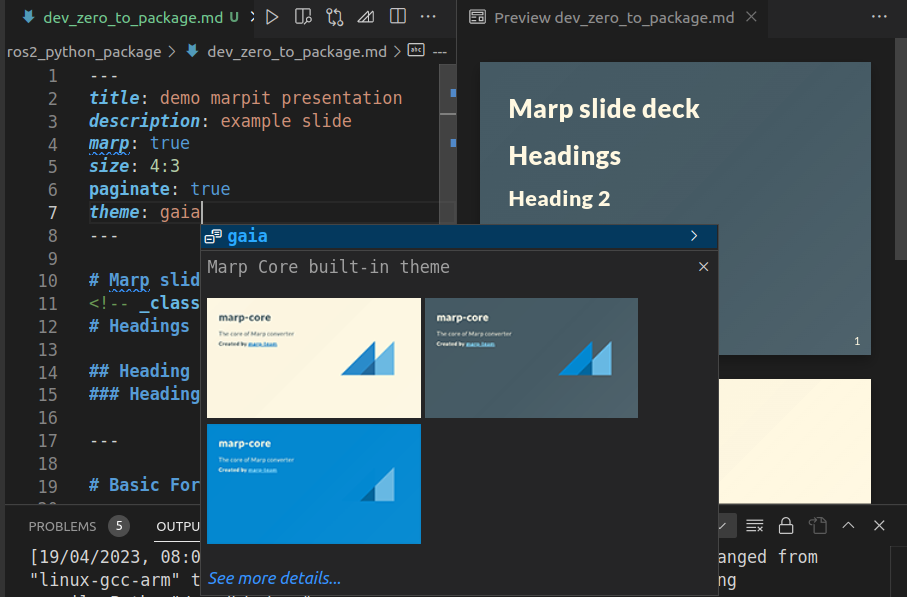 dev_zero_to_package.md U
Preview dev_zero_to_package.md
ros2_python_package > dev_zero_to_package.md > abc ---
1 ---
2 title: demo marpit presentation
3 description: example slide
4 marp: true
5 size: 4:3
6 paginate: true
7 theme: gaia
8 ---
9
10 # Marp slid
11 <!-- _class
12 # Headings
13
14 ## Heading
15 ### Heading
16
17 ---
18
19 # Basic For
gaia
Marp Core built-in theme
marp-core
The core of Marp converter
Created by marp-team
marp-core
The core of Marp converter
Created by marp-team
marp-core
The core of Marp converter
Created by marp-team
See more details...
Marp slide deck
Headings
Heading 2
1
PROBLEMS 5 OUTPU
[19/04/2023, 08:0
anged from
"linux-gcc-arm" t
ng